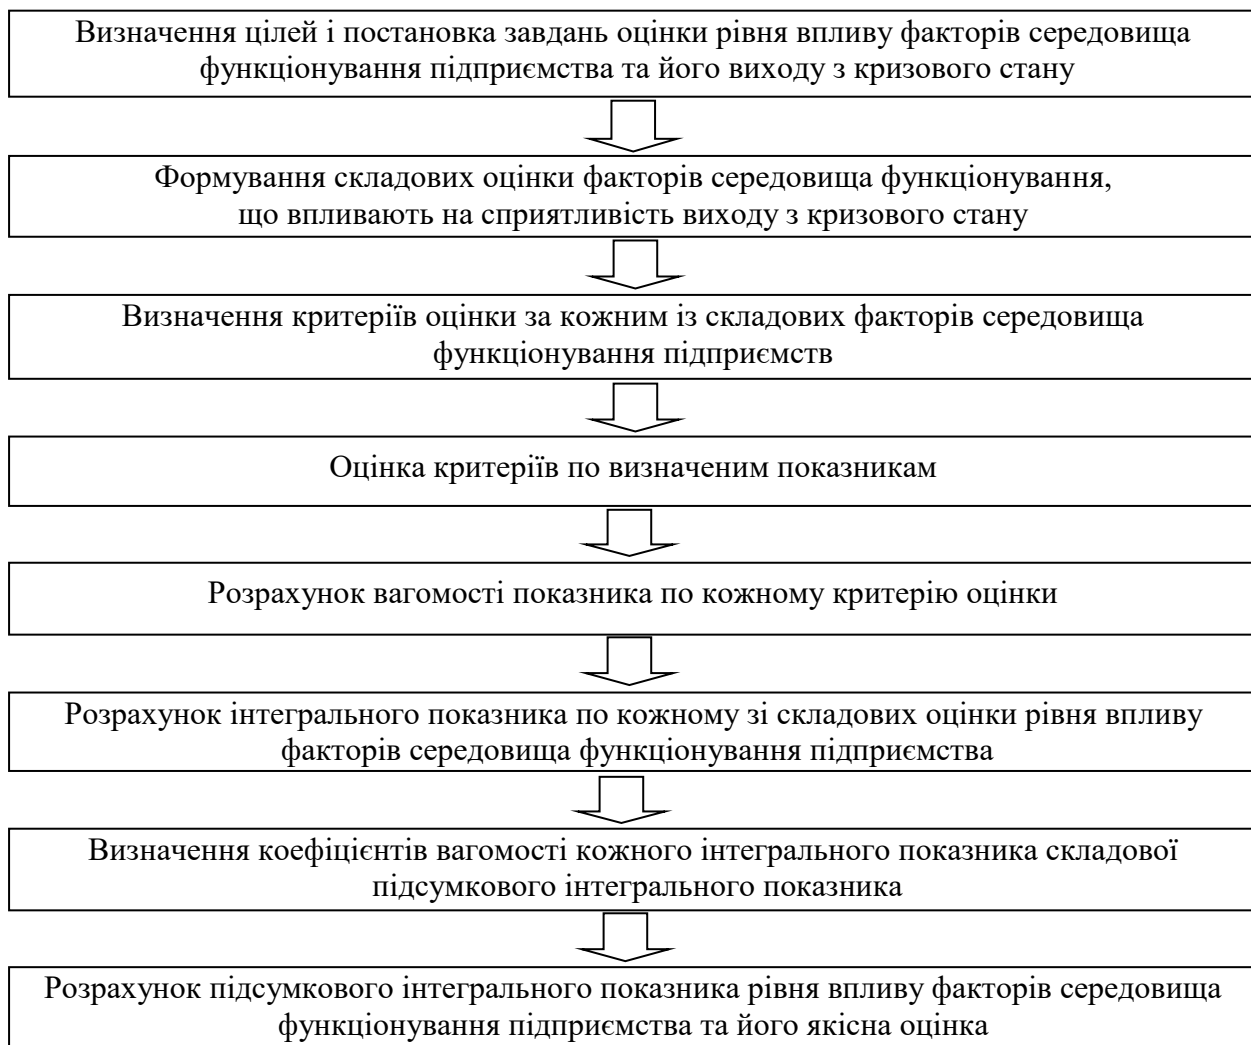 Визначення цілей і постановка завдань оцінки рівня впливу факторів середовища
функціонування підприємства та його виходу з кризового стану
Формування складових оцінки факторів середовища функціонування,
що впливають на сприятливість виходу з кризового стану
Визначення критеріїв оцінки за кожним із складових факторів середовища
функціонування підприємств
Оцінка критеріїв по визначеним показникам
Розрахунок вагомості показника по кожному критерію оцінки
Розрахунок інтегрального показника по кожному зі складових оцінки рівня впливу
факторів середовища функціонування підприємства
Визначення коефіцієнтів вагомості кожного інтегрального показника складової
підсумкового інтегрального показника
Розрахунок підсумкового інтегрального показника рівня впливу факторів середовища
функціонування підприємства та його якісна оцінка